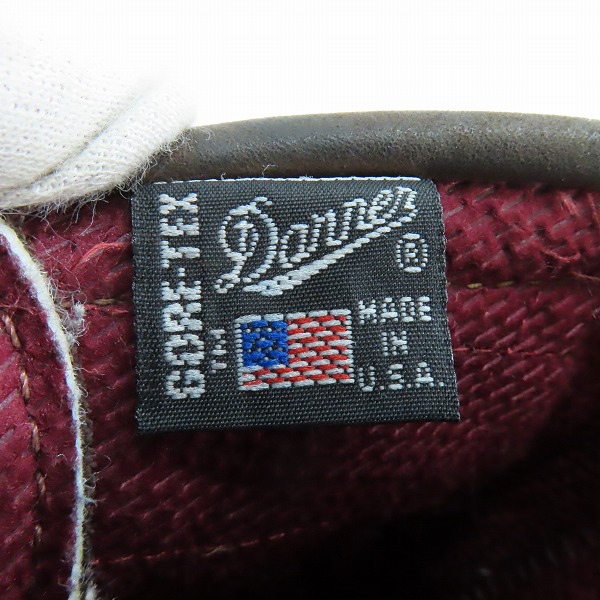 GORE-TEX
TM
Danner
®
MADE
IN
U.S.A.